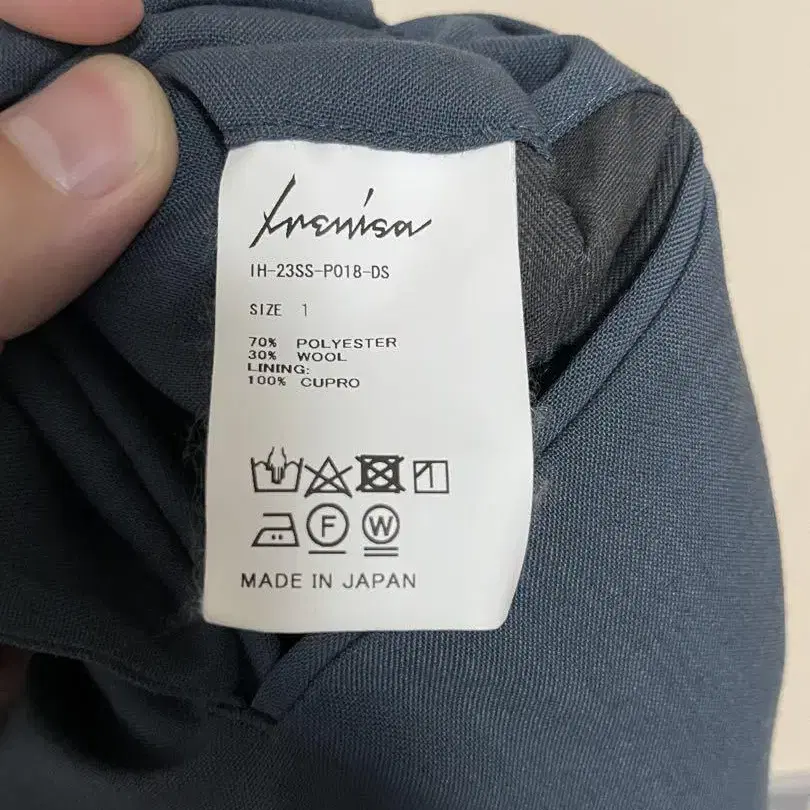 IH-23SS-P018-DS
SIZE 1
70% POLYESTER
30% WOOL
LINING:
100% CUPRO
F W
MADE IN JAPAN